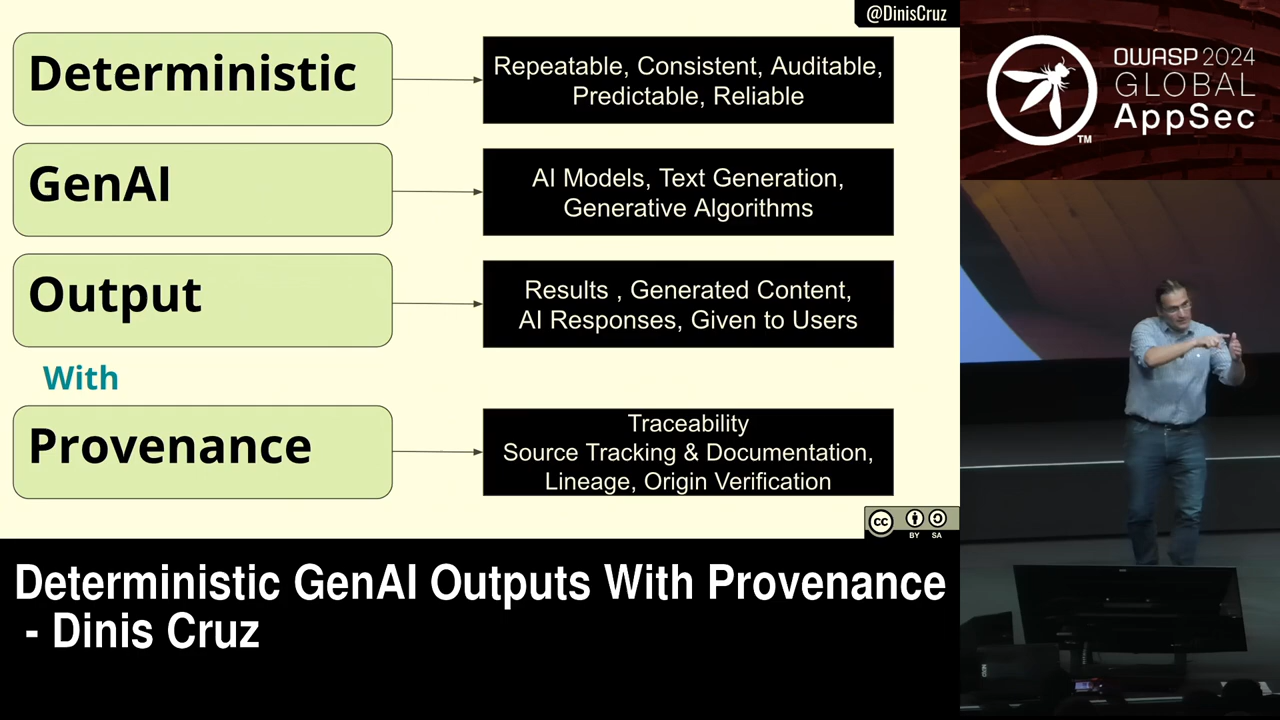 @DinisCruz
Deterministic
Repeatable, Consistent, Auditable,
Predictable, Reliable
GenAI
AI Models, Text Generation,
Generative Algorithms
Output
Results , Generated Content,
AI Responses, Given to Users
With
Provenance
Traceability
Source Tracking & Documentation,
Lineage, Origin Verification
cc
BY SA
OWASP 2024
GLOBAL
AppSec
TM
Deterministic GenAI Outputs With Provenance
- Dinis Cruz